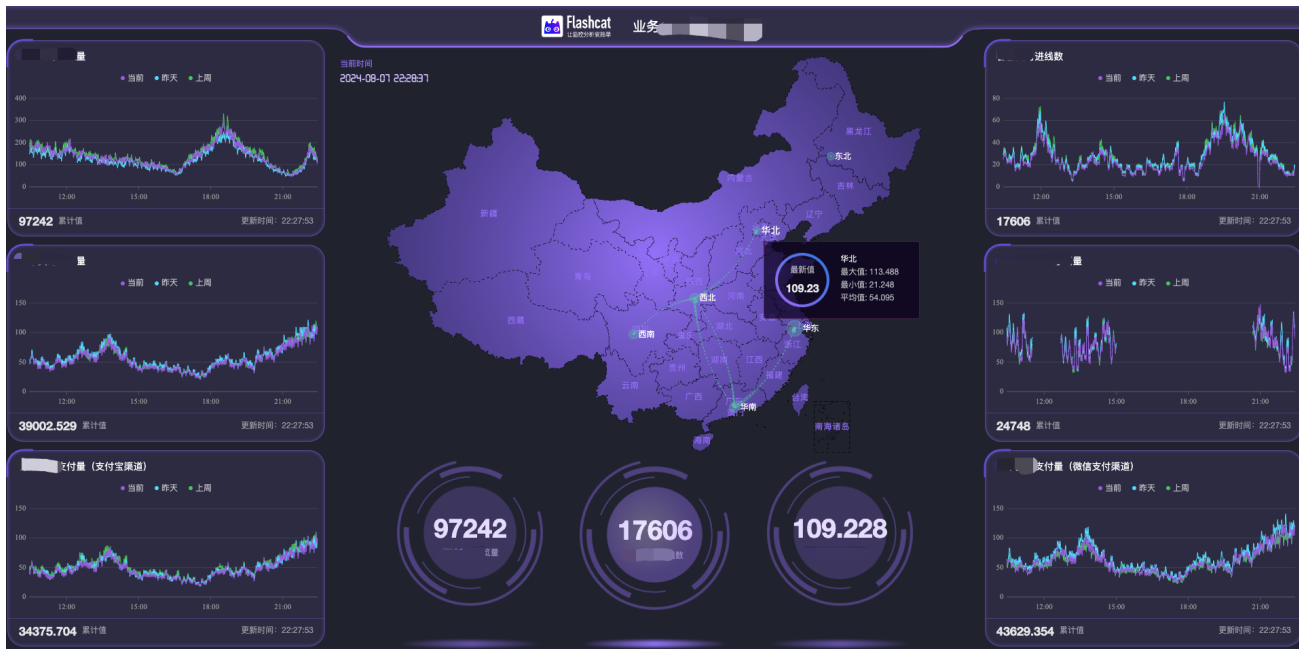 Flashcat
让监控分析变简单
业务
量
当前 昨天 上周
400
300
200
100
0
12:00 15:00 18:00 21:00
97242 累计值 更新时间: 22:27:53
量
当前 昨天 上周
150
100
50
0
12:00 15:00 18:00 21:00
39002.529 累计值 更新时间: 22:27:53
支付量（支付宝渠道）
当前 昨天 上周
150
100
50
0
12:00 15:00 18:00 21:00
34375.704 累计值 更新时间: 22:27:53
当前时间
2024-08-07 22:28:37
黑龙江
东北
内蒙古
吉林
新疆
辽宁
华北
青海
西北
河南
西藏
西南
湖北
华东
浙江
湖南
江西
贵州
福建
云南
广西
台湾
华南
澳门
南海诸岛
海南
最新值
109.23
华北
最大值: 113.488
最小值: 21.248
平均值: 54.095
97242
量
17606
数
109.228
进线数
当前 昨天 上周
80
60
40
20
0
12:00 15:00 18:00 21:00
17606 累计值 更新时间: 22:27:53
量
当前 昨天 上周
150
100
50
0
12:00 15:00 18:00 21:00
24748 累计值 更新时间: 22:27:53
支付量（微信支付渠道）
当前 昨天 上周
150
100
50
0
12:00 15:00 18:00 21:00
43629.354 累计值 更新时间: 22:27:53